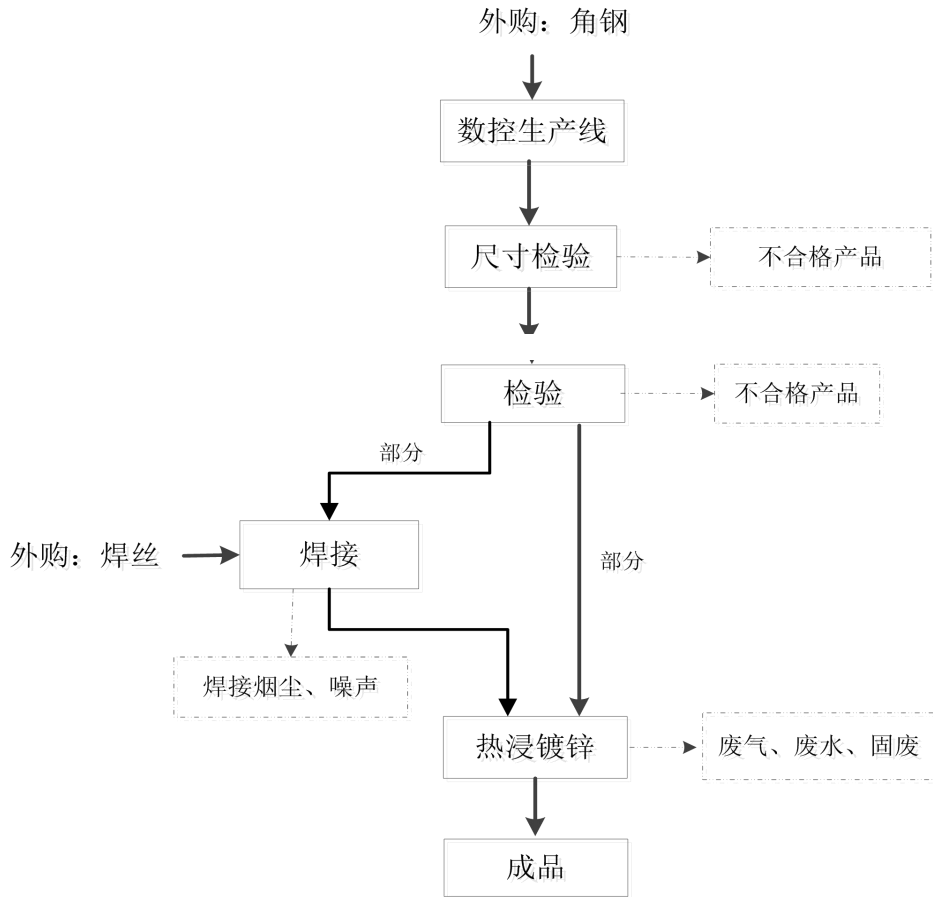 外购：角钢
数控生产线
尺寸检验
不合格产品
检验
不合格产品
部分
外购：焊丝
焊接
部分
焊接烟尘、噪声
热浸镀锌
废气、废水、固废
成品